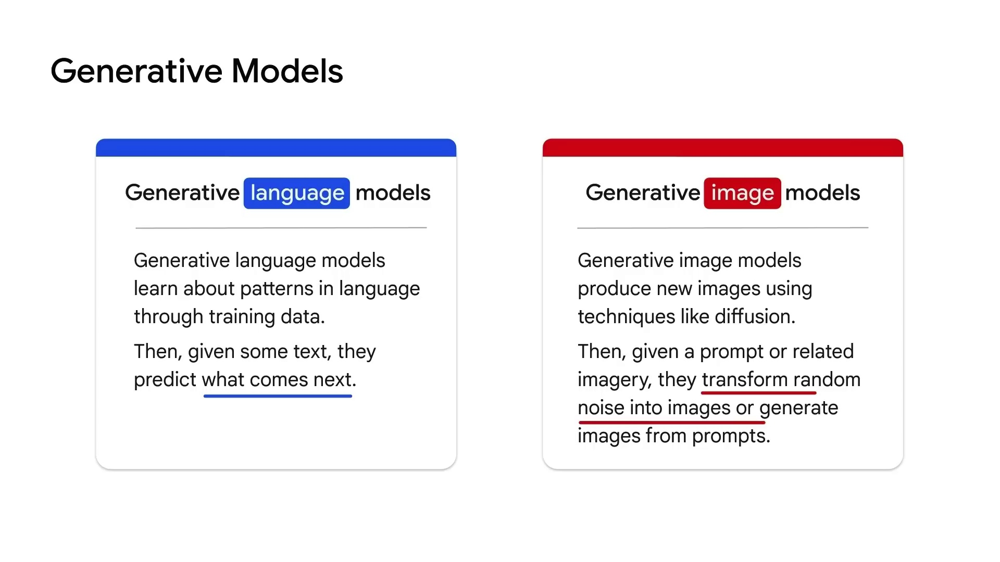 Generative Models
Generative language models
Generative language models
learn about patterns in language
through training data.
Then, given some text, they
predict what comes next.
Generative image models
Generative image models
produce new images using
techniques like diffusion.
Then, given a prompt or related
imagery, they transform random
noise into images or generate
images from prompts.